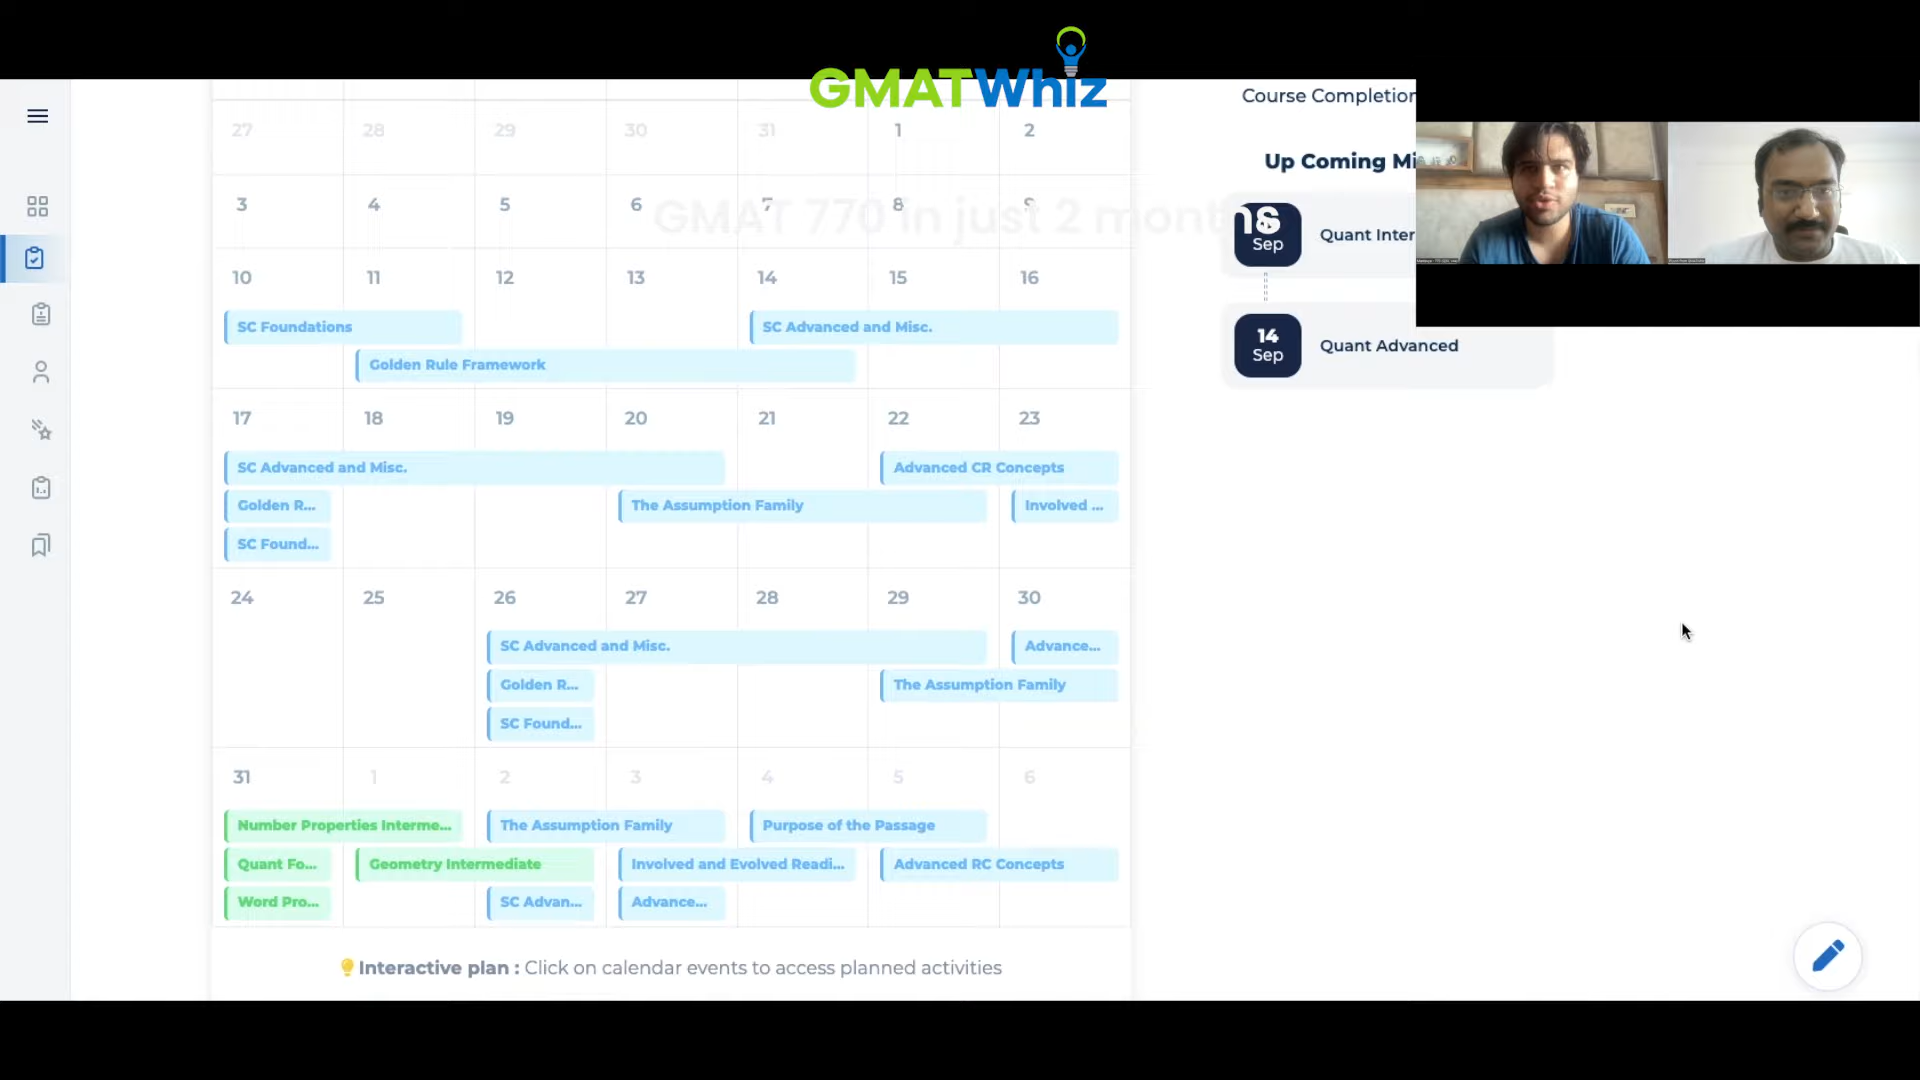 GMATWhiz
Course Completion
Up Coming Mi
27 28 29 30 31 1 2
3 4 5 6 7 8 9
GMAT 770 in just 2 months
Sep
Quant Inter
10 11 12 13 14 15 16
SC Foundations
SC Advanced and Misc.
Golden Rule Framework
14
Sep
Quant Advanced
17 18 19 20 21 22 23
SC Advanced and Misc.
Advanced CR Concepts
Golden R...
The Assumption Family
Involved ...
SC Found...
24 25 26 27 28 29 30
SC Advanced and Misc.
Advance...
Golden R...
The Assumption Family
SC Found...
31 1 2 3 4 5 6
Number Properties Interme...
The Assumption Family
Purpose of the Passage
Quant Fo...
Geometry Intermediate
Involved and Evolved Readi...
Advanced RC Concepts
Word Pro...
SC Advan...
Advance...
Interactive plan : Click on calendar events to access planned activities